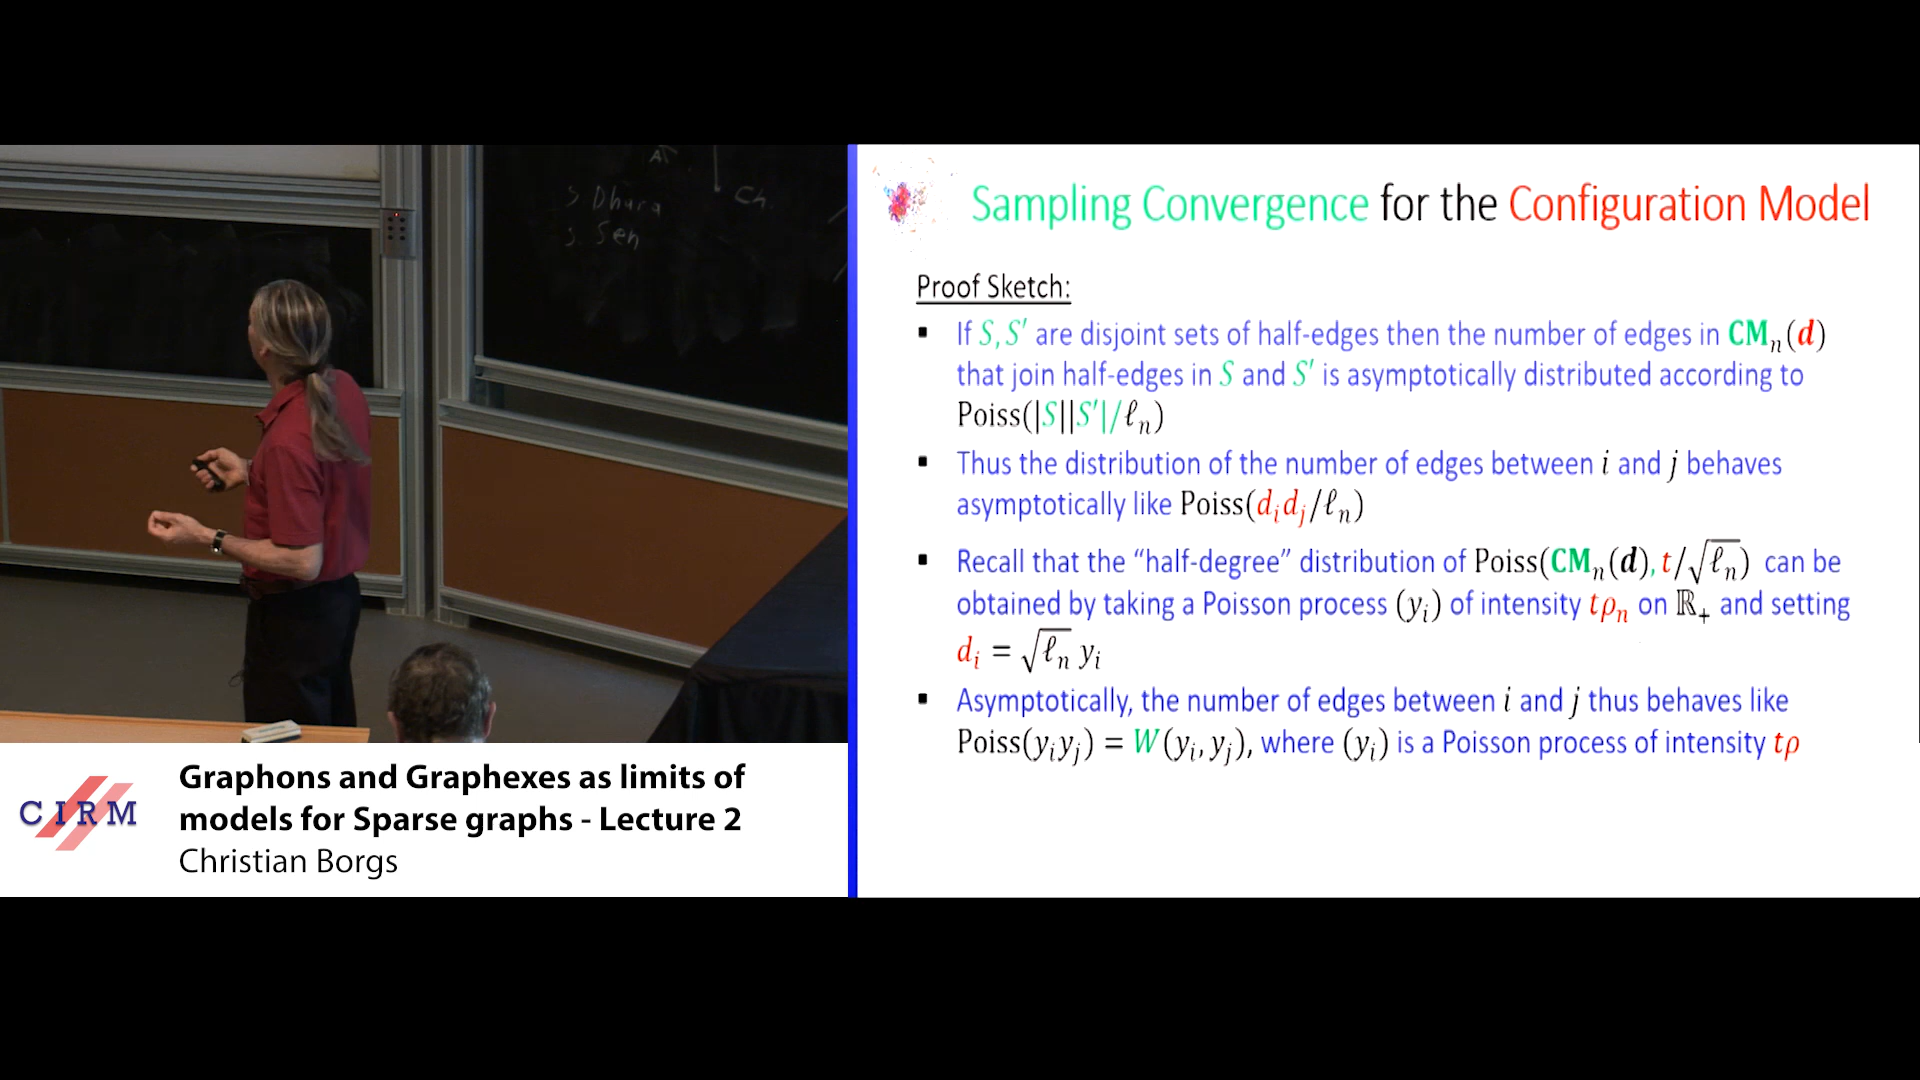 S Dhara
S. Sen
Ch.
Sampling Convergence for the Configuration Model
Proof Sketch:
▪ If S, S′ are disjoint sets of half-edges then the number of edges in CMₙ(d)
that join half-edges in S and S′ is asymptotically distributed according to
Poiss(|S||S′|/ℓₙ)
▪ Thus the distribution of the number of edges between i and j behaves
asymptotically like Poiss(dᵢdⱼ/ℓₙ)
▪ Recall that the “half-degree” distribution of Poiss(CMₙ(d), t/√ℓₙ) can be
obtained by taking a Poisson process (yᵢ) of intensity tρₙ on ℝ₊ and setting
dᵢ = √ℓₙ yᵢ
▪ Asymptotically, the number of edges between i and j thus behaves like
Poiss(yᵢyⱼ) = W(yᵢ, yⱼ), where (yᵢ) is a Poisson process of intensity tρ
CIRM
Graphons and Graphexes as limits of
models for Sparse graphs - Lecture 2
Christian Borgs